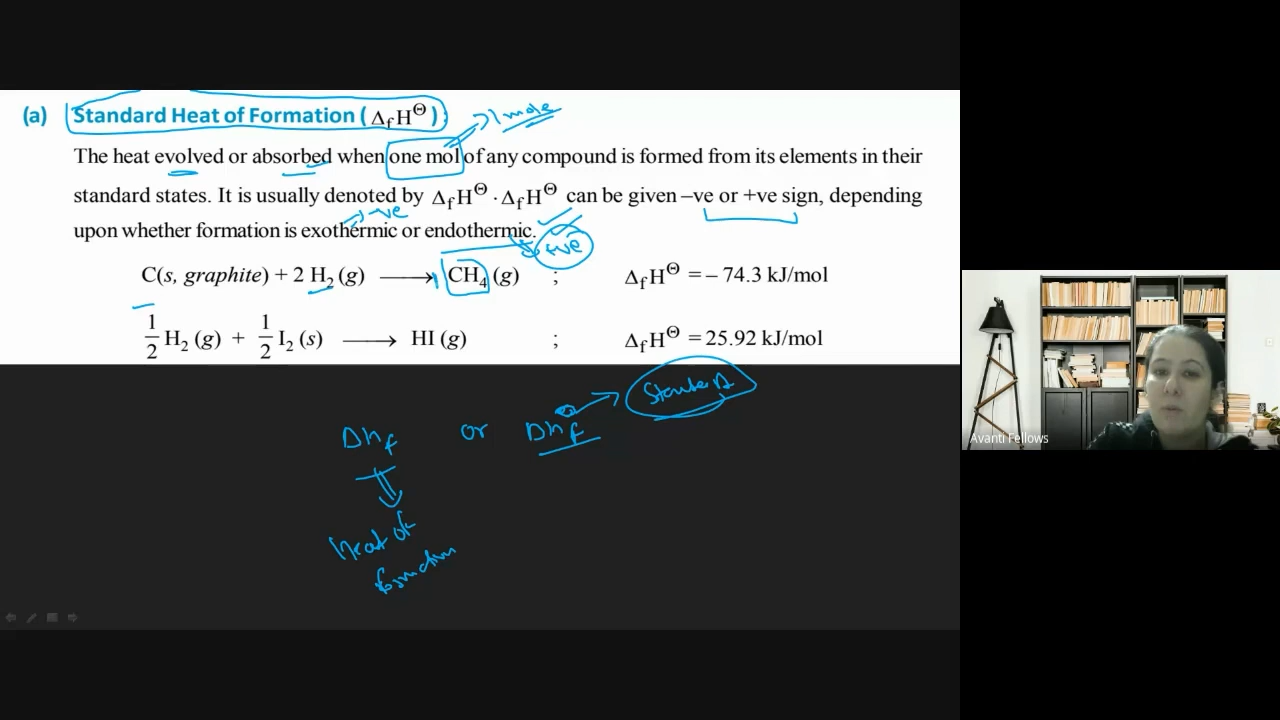 (a) Standard Heat of Formation ( ΔfH⊖ ).
→ 1 mole
The heat evolved or absorbed when one mol of any compound is formed from its elements in their
standard states. It is usually denoted by ΔfH⊖ · ΔfH⊖ can be given –ve or +ve sign, depending
→ -ve
upon whether formation is exothermic or endothermic.
+ve
C(s, graphite) + 2 H2 (g) ⟶ CH4 (g) ; ΔfH⊖ = – 74.3 kJ/mol
1/2 H2 (g) + 1/2 I2 (s) ⟶ HI (g) ; ΔfH⊖ = 25.92 kJ/mol
ΔHf or ΔHf →
Heat of
formation
Avanti Fellows